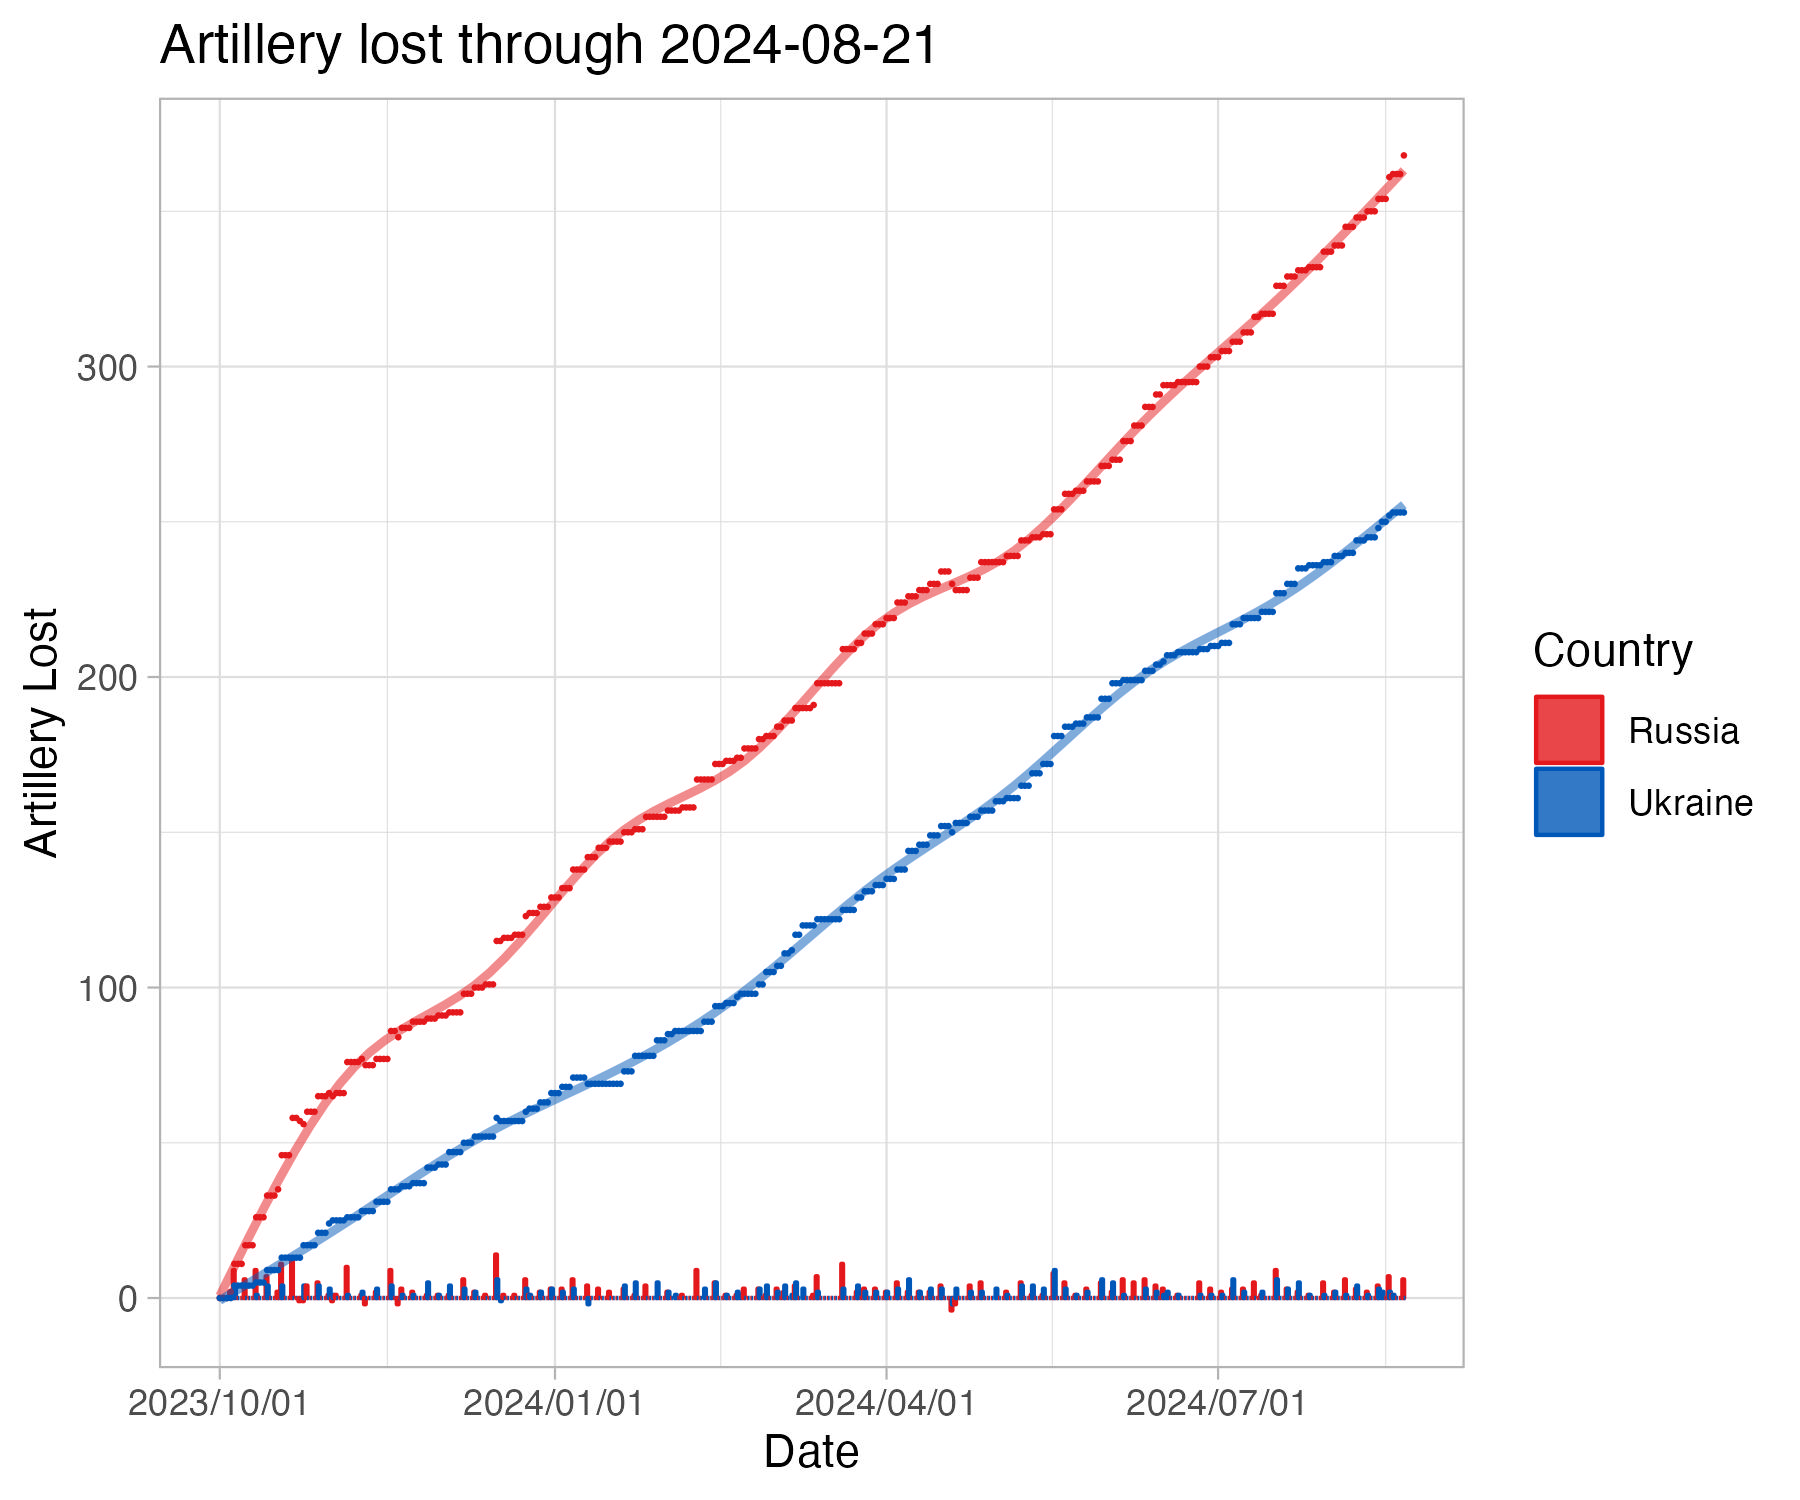 Artillery lost through 2024-08-21
Artillery Lost
300
200
100
0
2023/10/01
2024/01/01
2024/04/01
2024/07/01
Date
Country
Russia
Ukraine